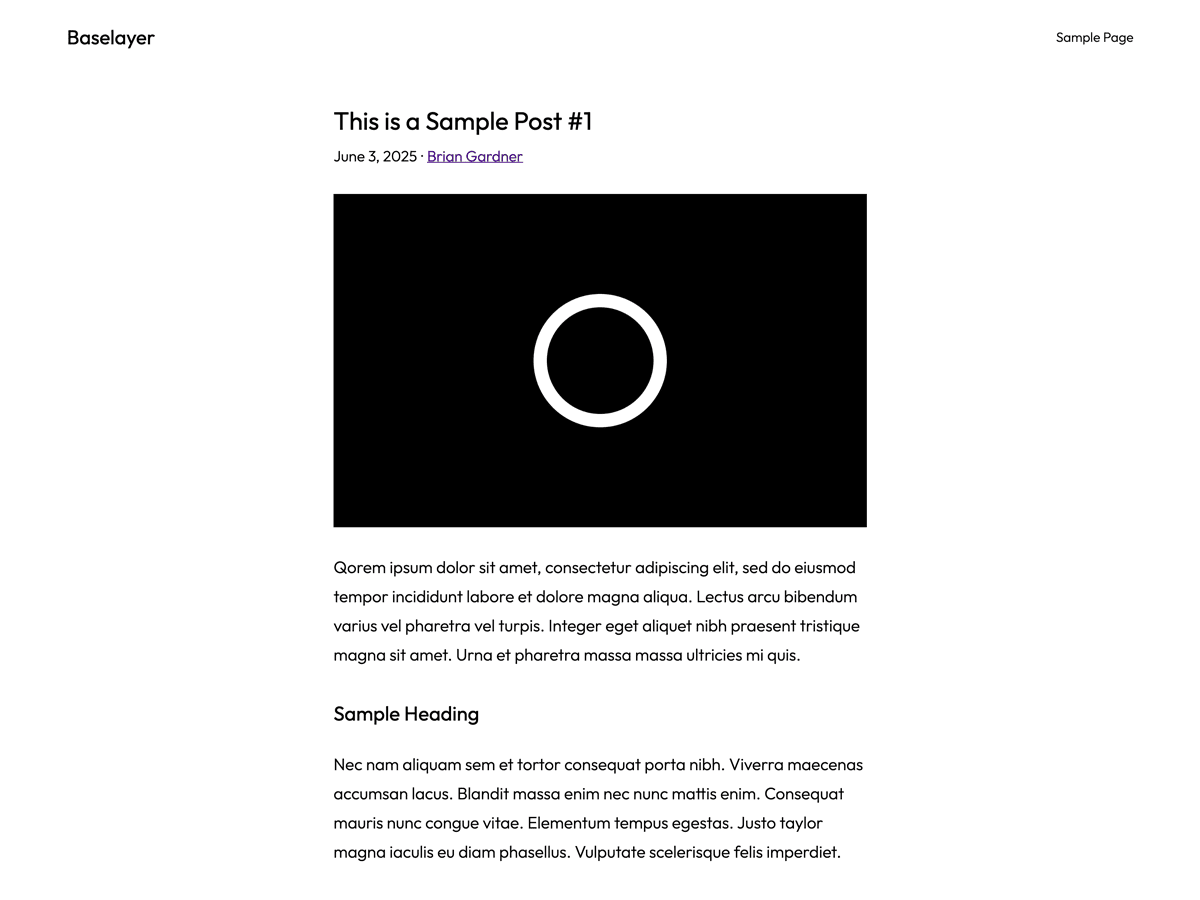 Baselayer
Sample Page
This is a Sample Post #1
June 3, 2025 · Brian Gardner
Qorem ipsum dolor sit amet, consectetur adipiscing elit, sed do eiusmod
tempor incididunt labore et dolore magna aliqua. Lectus arcu bibendum
varius vel pharetra vel turpis. Integer eget aliquet nibh praesent tristique
magna sit amet. Urna et pharetra massa massa ultricies mi quis.
Sample Heading
Nec nam aliquam sem et tortor consequat porta nibh. Viverra maecenas
accumsan lacus. Blandit massa enim nec nunc mattis enim. Consequat
mauris nunc congue vitae. Elementum tempus egestas. Justo taylor
magna iaculis eu diam phasellus. Vulputate scelerisque felis imperdiet.